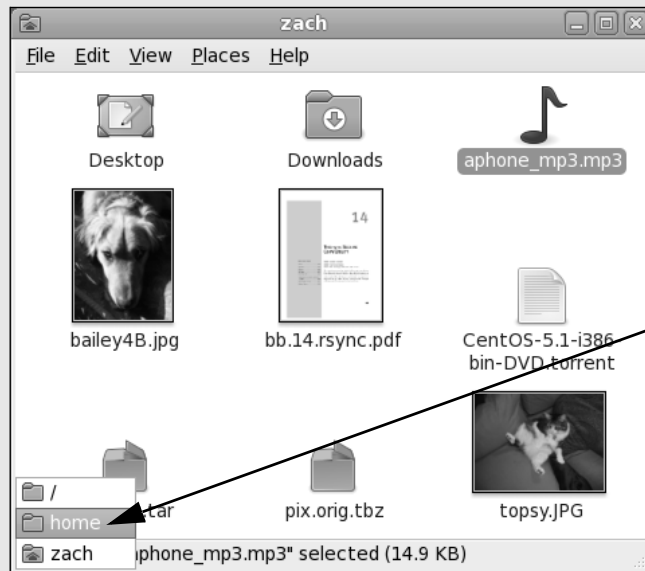 zach
File Edit View Places Help
Desktop
Downloads
aphone_mp3.mp3
14
bailey4B.jpg
bb.14.rsync.pdf
CentOS-5.1-i386-
bin-DVD.torrent
.tar
pix.orig.tbz
topsy.JPG
/
home
zach
aphone_mp3.mp3" selected (14.9 KB)